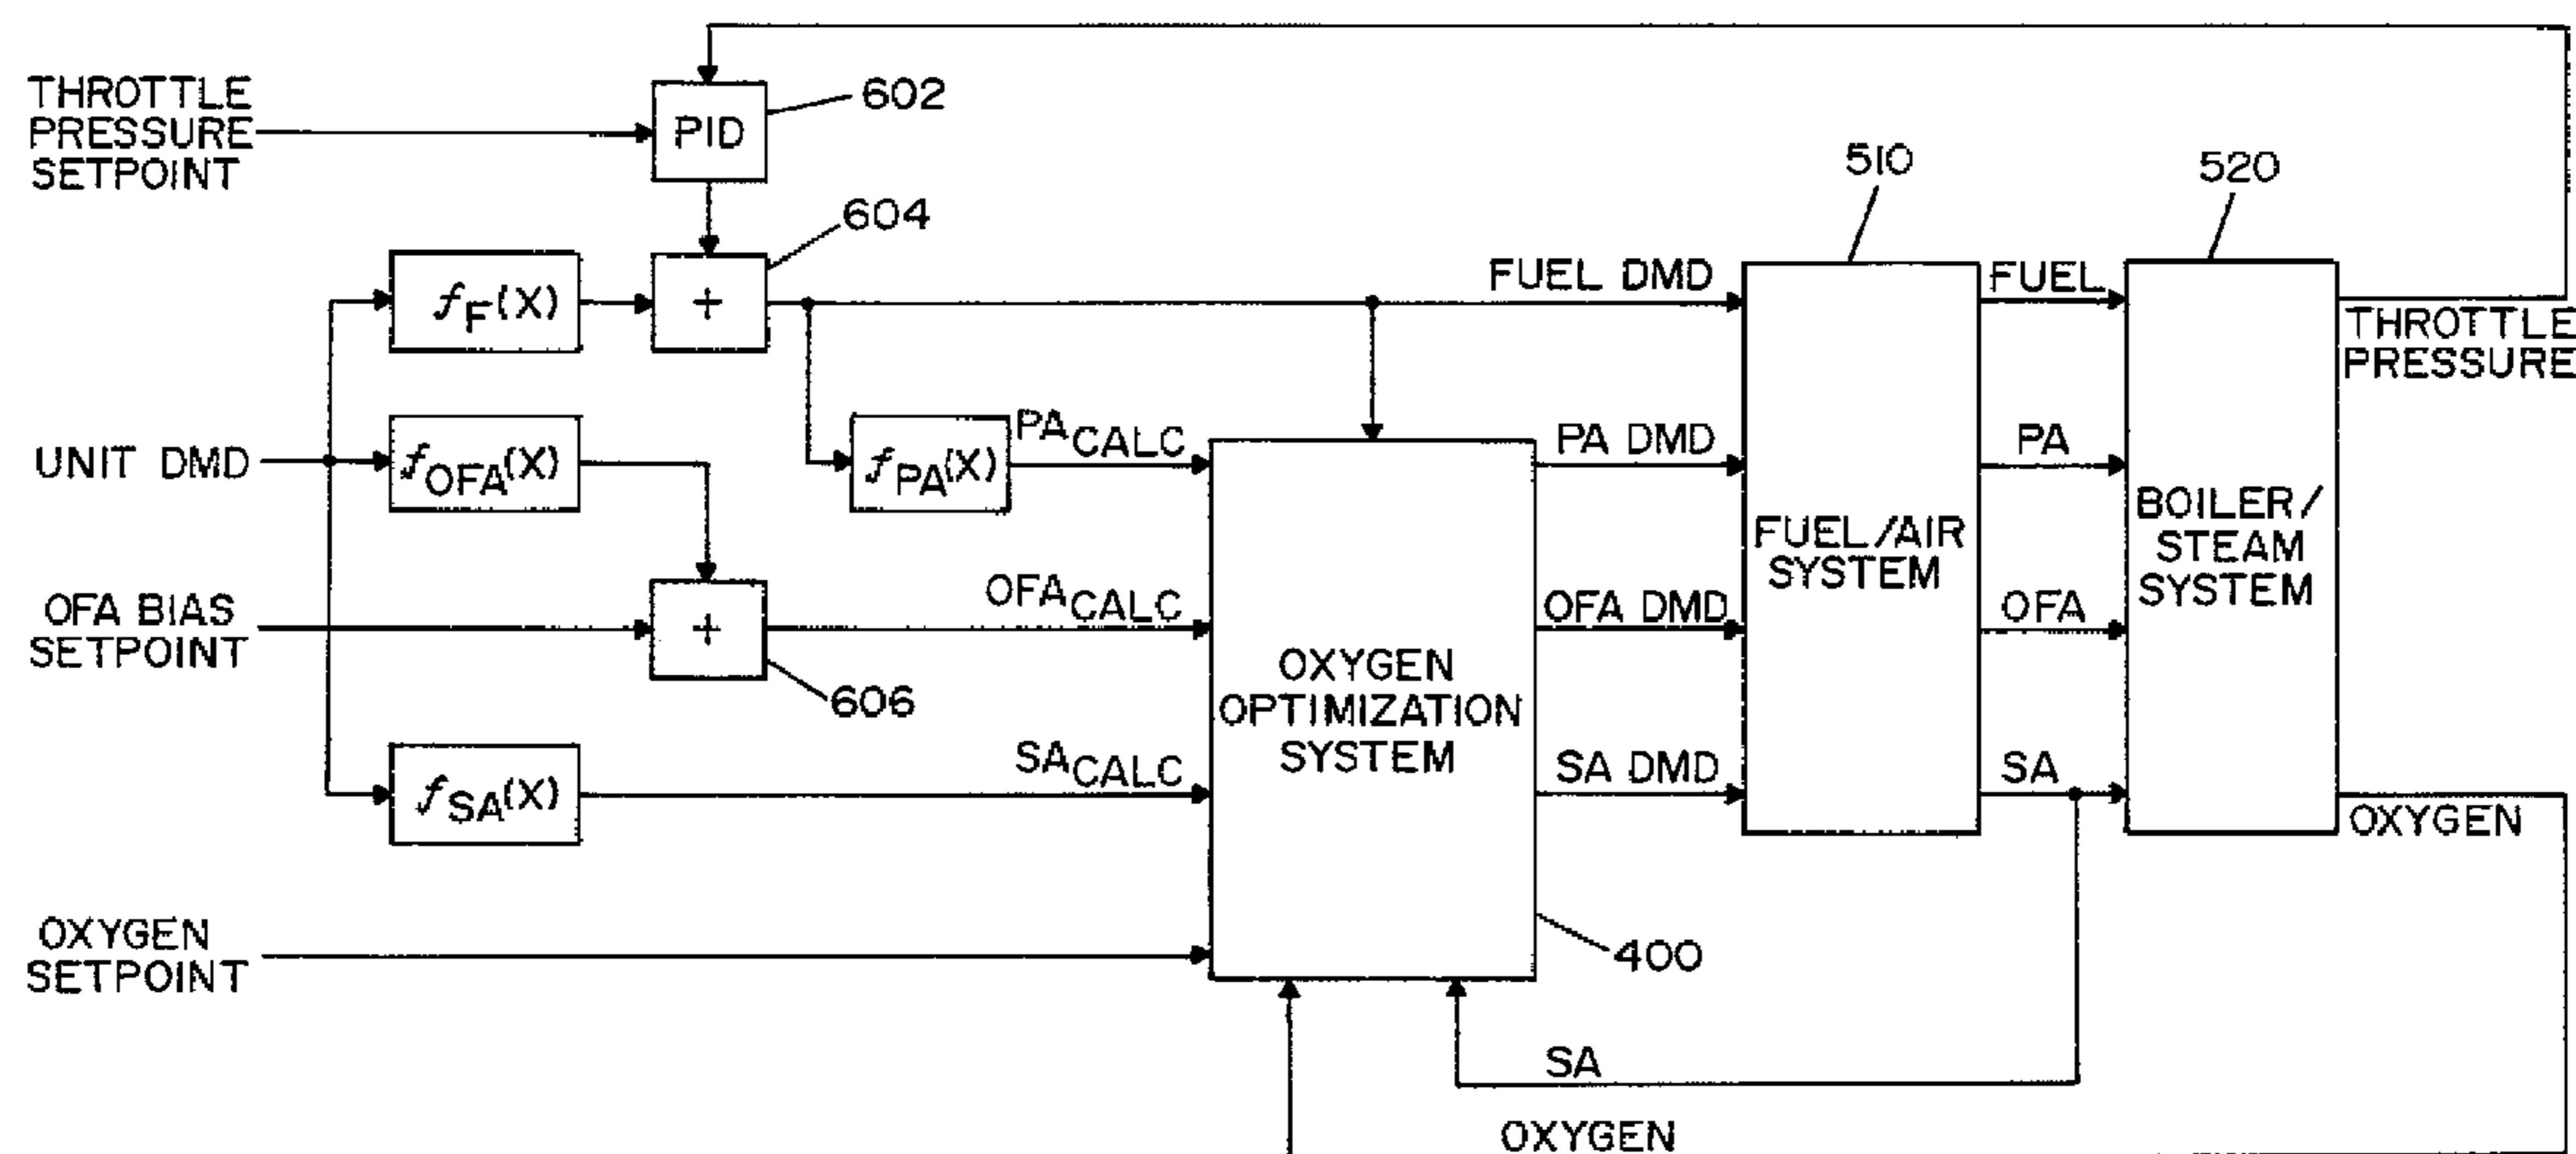 THROTTLE
PRESSURE
SETPOINT
PID
602
604
fF(X)
+
FUEL DMD
510
FUEL
520
THROTTLE
PRESSURE
UNIT DMD
fOFA(X)
fPA(X)
PACALC
PA DMD
PA
FUEL/AIR
SYSTEM
BOILER/
STEAM
SYSTEM
OFA BIAS
SETPOINT
+
606
OFACALC
OFA DMD
OFA
OXYGEN
OPTIMIZATION
SYSTEM
fSA(X)
SACALC
SA DMD
SA
OXYGEN
OXYGEN
SETPOINT
400
SA
OXYGEN